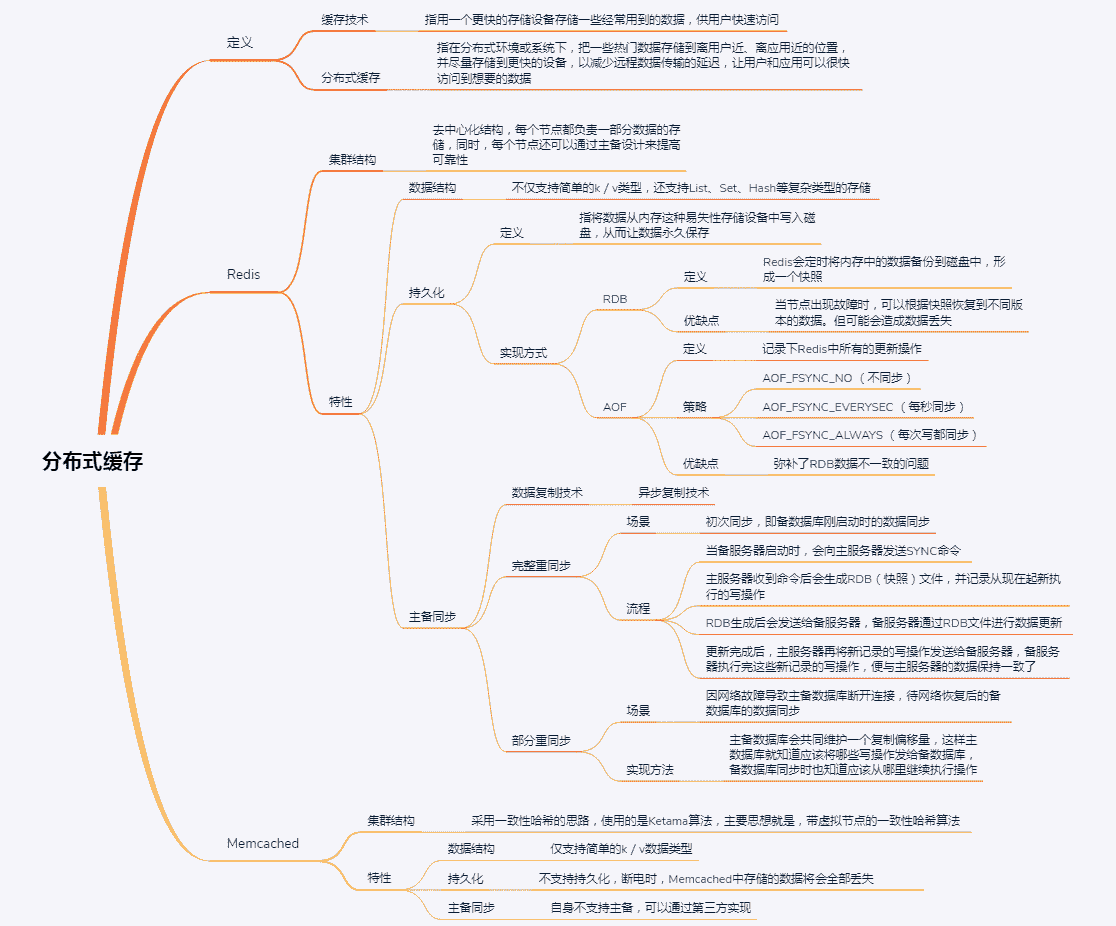 定义
缓存技术
指用一个更快的存储设备存储一些经常用到的数据，供用户快速访问
分布式缓存
指在分布式环境或系统下，把一些热门数据存储到离用户近、离应用近的位置，
并尽量存储到更快的设备，以减少远程数据传输的延迟，让用户和应用可以很快
访问到想要的数据
Redis
集群结构
去中心化结构，每个节点都负责一部分数据的存
储，同时，每个节点还可以通过主备设计来提高
可靠性
特性
数据结构
不仅支持简单的k / v类型，还支持List、Set、Hash等复杂类型的存储
持久化
定义
指将数据从内存这种易失性存储设备中写入磁
盘，从而让数据永久保存
实现方式
RDB
定义
Redis会定时将内存中的数据备份到磁盘中，形
成一个快照
优缺点
当节点出现故障时，可以根据快照恢复到不同版
本的数据。但可能会造成数据丢失
AOF
定义
记录下Redis中所有的更新操作
策略
AOF_FSYNC_NO（不同步）
AOF_FSYNC_EVERYSEC（每秒同步）
AOF_FSYNC_ALWAYS（每次写都同步）
优缺点
弥补了RDB数据不一致的问题
分布式缓存
主备同步
数据复制技术
异步复制技术
完整重同步
场景
初次同步，即备数据库刚启动时的数据同步
流程
当备服务器启动时，会向主服务器发送SYNC命令
主服务器收到命令后会生成RDB（快照）文件，并记录从现在起新执
行的写操作
RDB生成后会发送给备服务器，备服务器通过RDB文件进行数据更新
更新完成后，主服务器再将新记录的写操作发送给备服务器，备服务
器执行完这些新记录的写操作，便与主服务器的数据保持一致了
部分重同步
场景
因网络故障导致主备数据库断开连接，待网络恢复后的备
数据库的数据同步
实现方法
主备数据库会共同维护一个复制偏移量，这样主
数据库就知道应该将哪些写操作发给备数据库，
备数据库同步时也知道应该从哪里继续执行操作
Memcached
集群结构
采用一致性哈希的思路，使用的是Ketama算法，主要思想就是，带虚拟节点的一致性哈希算法
特性
数据结构
仅支持简单的k / v数据类型
持久化
不支持持久化，断电时，Memcached中存储的数据将会全部丢失
主备同步
自身不支持主备，可以通过第三方实现